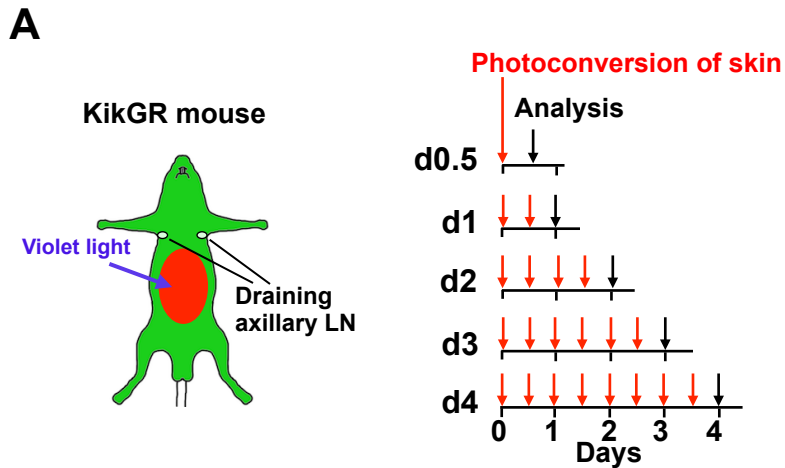 A
KikGR mouse
Violet light
Draining
axillary LN
Photoconversion of skin
Analysis
d0.5
d1
d2
d3
d4
0 1 2 3 4
Days